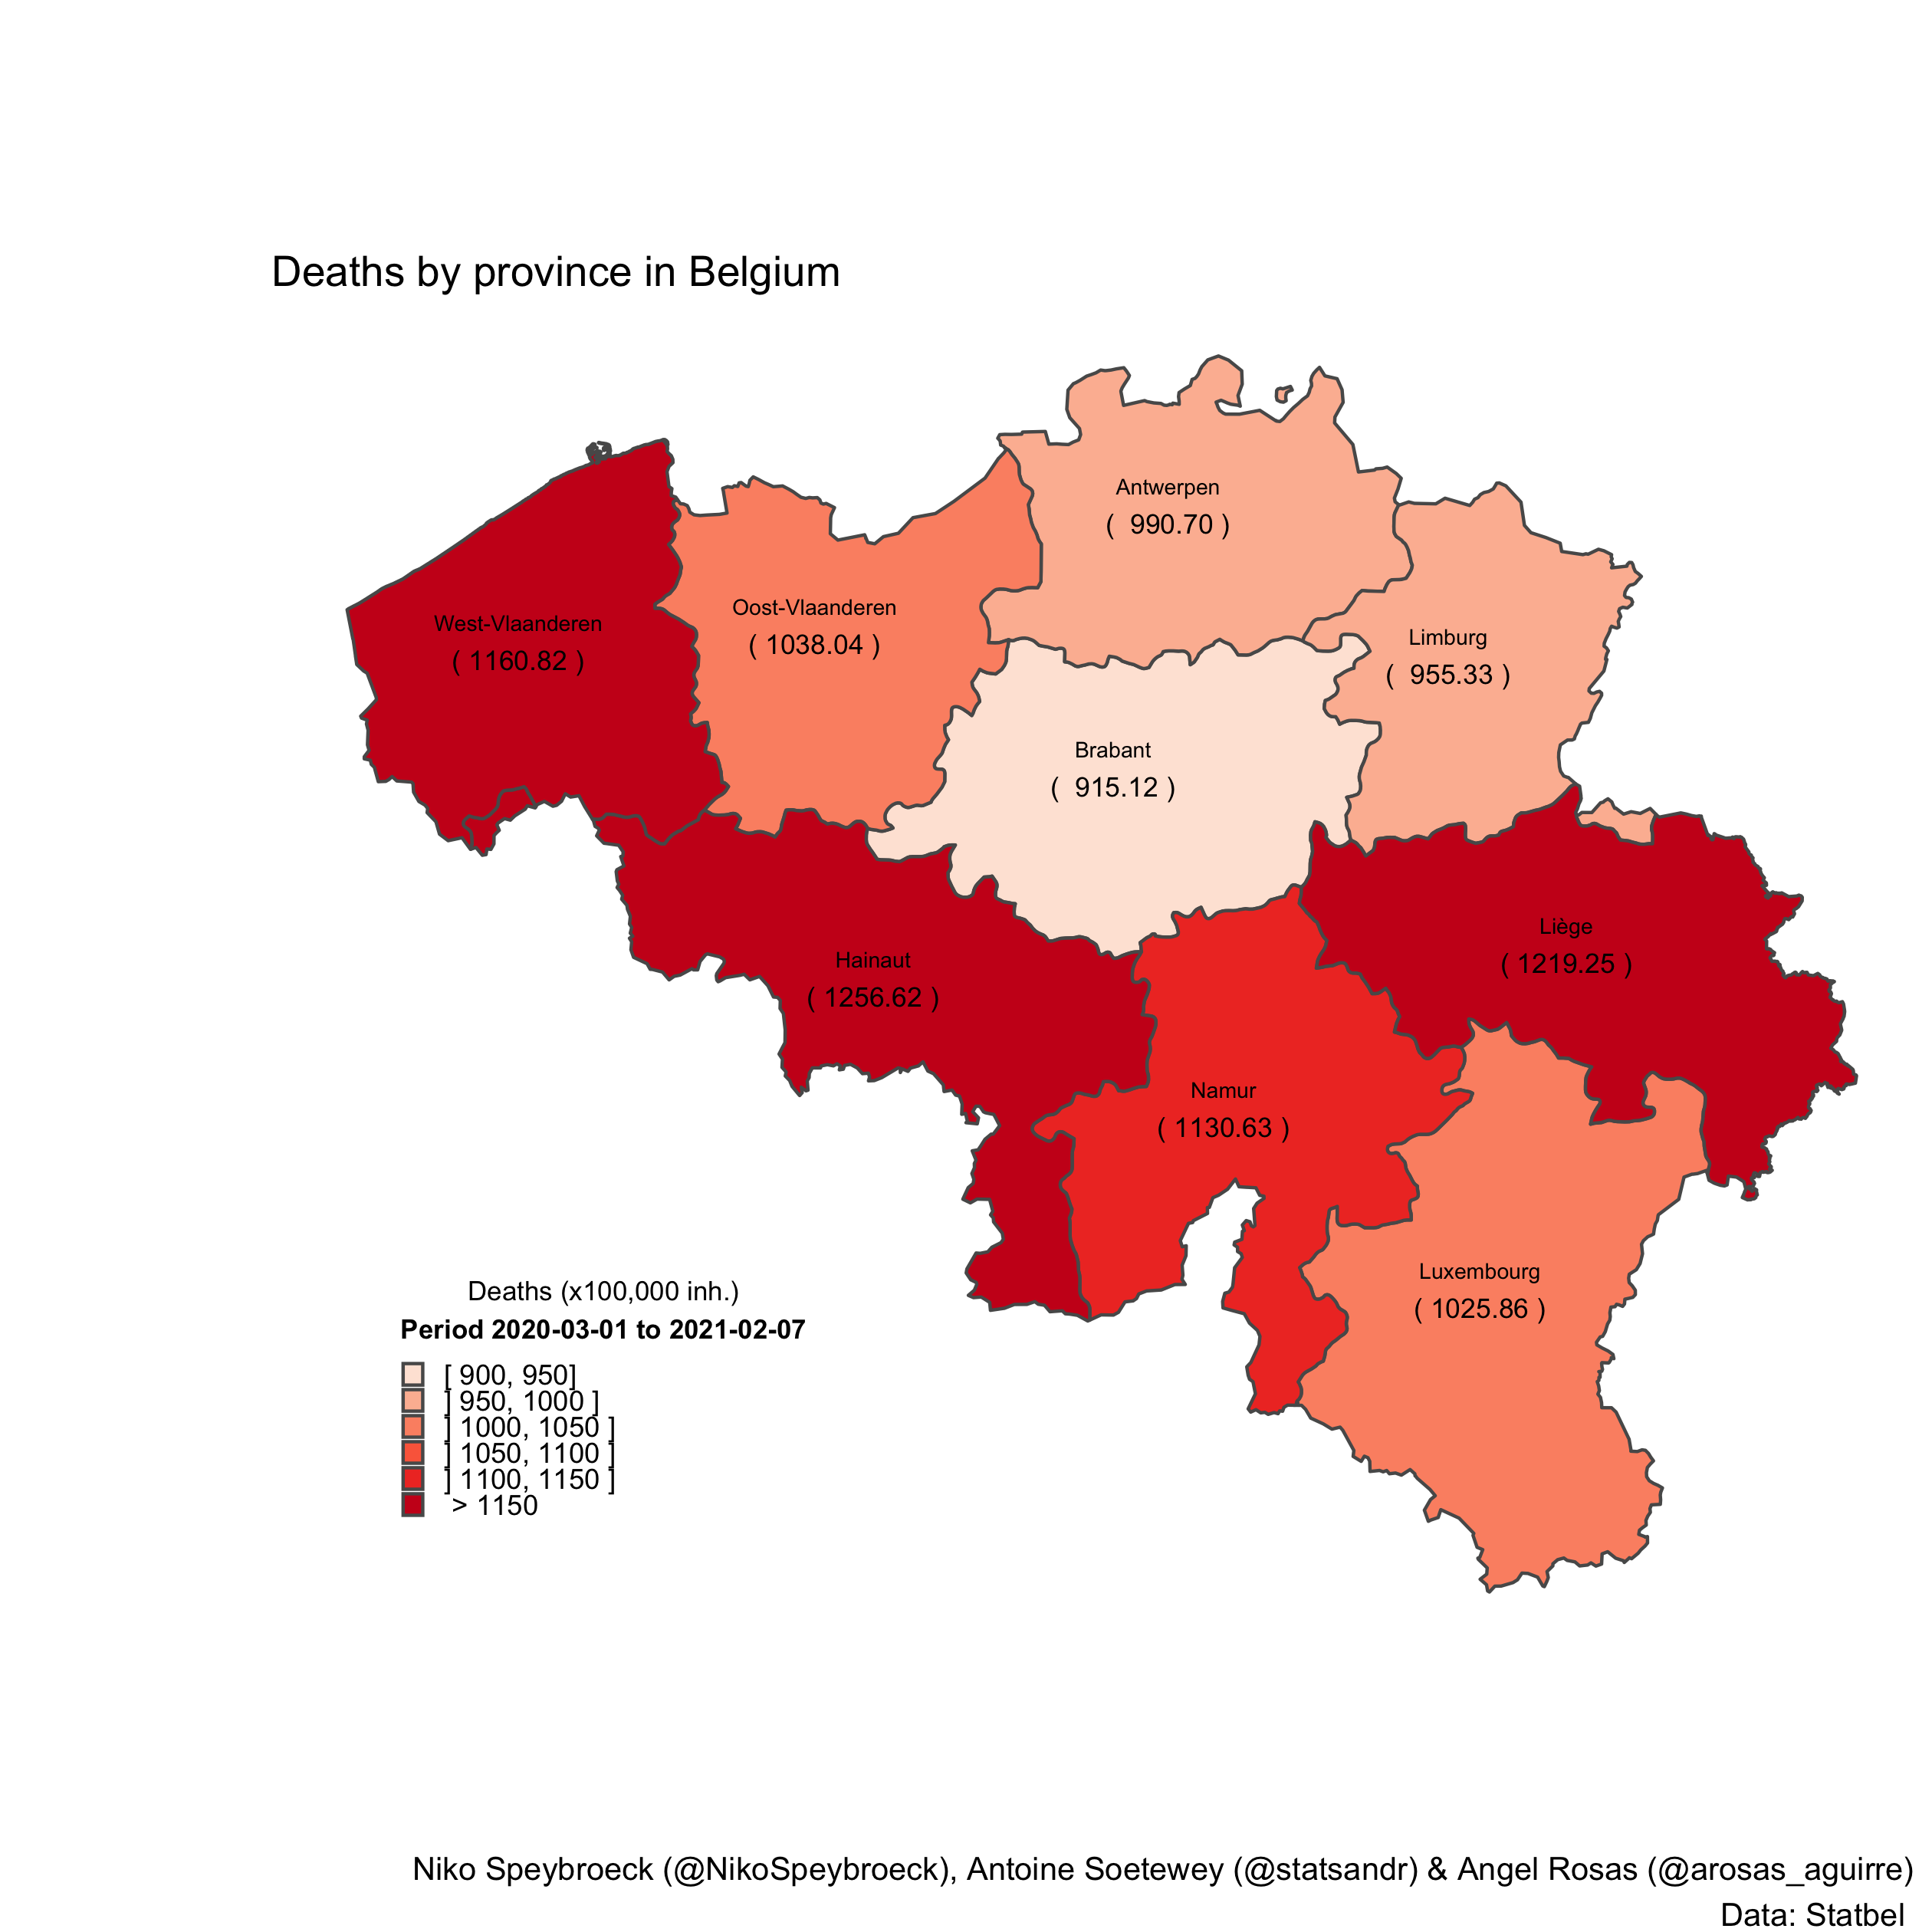 Deaths by province in Belgium
Antwerpen
(  990.70 )
Oost-Vlaanderen
( 1038.04 )
West-Vlaanderen
( 1160.82 )
Limburg
(  955.33 )
Brabant
(  915.12 )
Liège
( 1219.25 )
Hainaut
( 1256.62 )
Namur
( 1130.63 )
Luxembourg
( 1025.86 )
Deaths (x100,000 inh.)
Period 2020-03-01 to 2021-02-07
[ 900, 950]
] 950, 1000 ]
] 1000, 1050 ]
] 1050, 1100 ]
] 1100, 1150 ]
> 1150
Niko Speybroeck (@NikoSpeybroeck), Antoine Soetewey (@statsandr) & Angel Rosas (@arosas_aguirre)
Data: Statbel